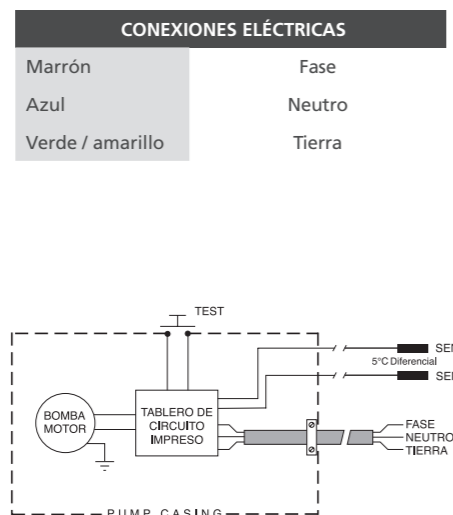 CONEXIONES ELÉCTRICAS
Marrón Fase
Azul Neutro
Verde / amarillo Tierra
TEST
5°C Diferencial
BOMBA
MOTOR
TABLERO DE
CIRCUITO
IMPRESO
FASE
NEUTRO
TIERRA
PUMP CASING